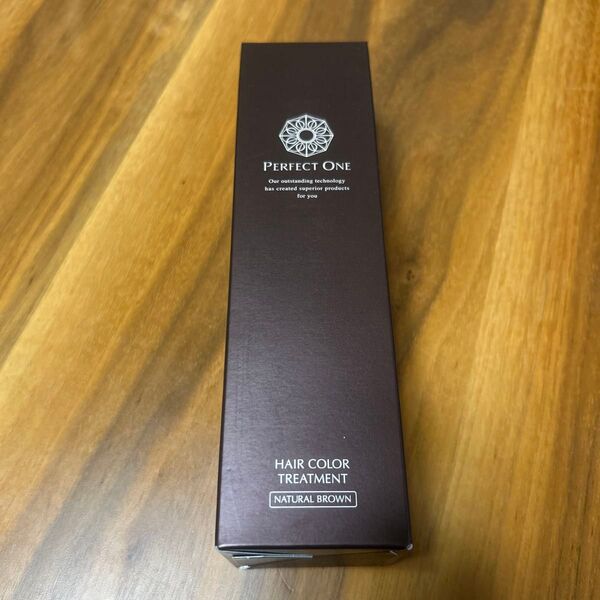 PERFECT ONE
Our outstanding technology
has created superior products
for you
HAIR COLOR
TREATMENT
NATURAL BROWN